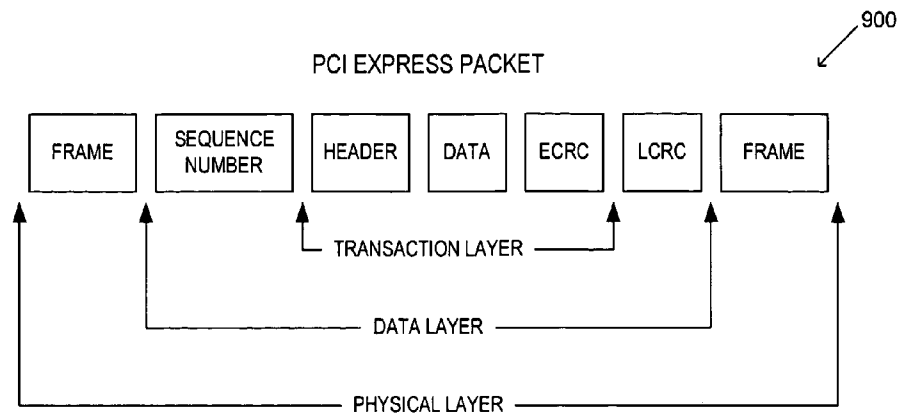 900
PCI EXPRESS PACKET
FRAME
SEQUENCE
NUMBER
HEADER
DATA
ECRC
LCRC
FRAME
TRANSACTION LAYER
DATA LAYER
PHYSICAL LAYER